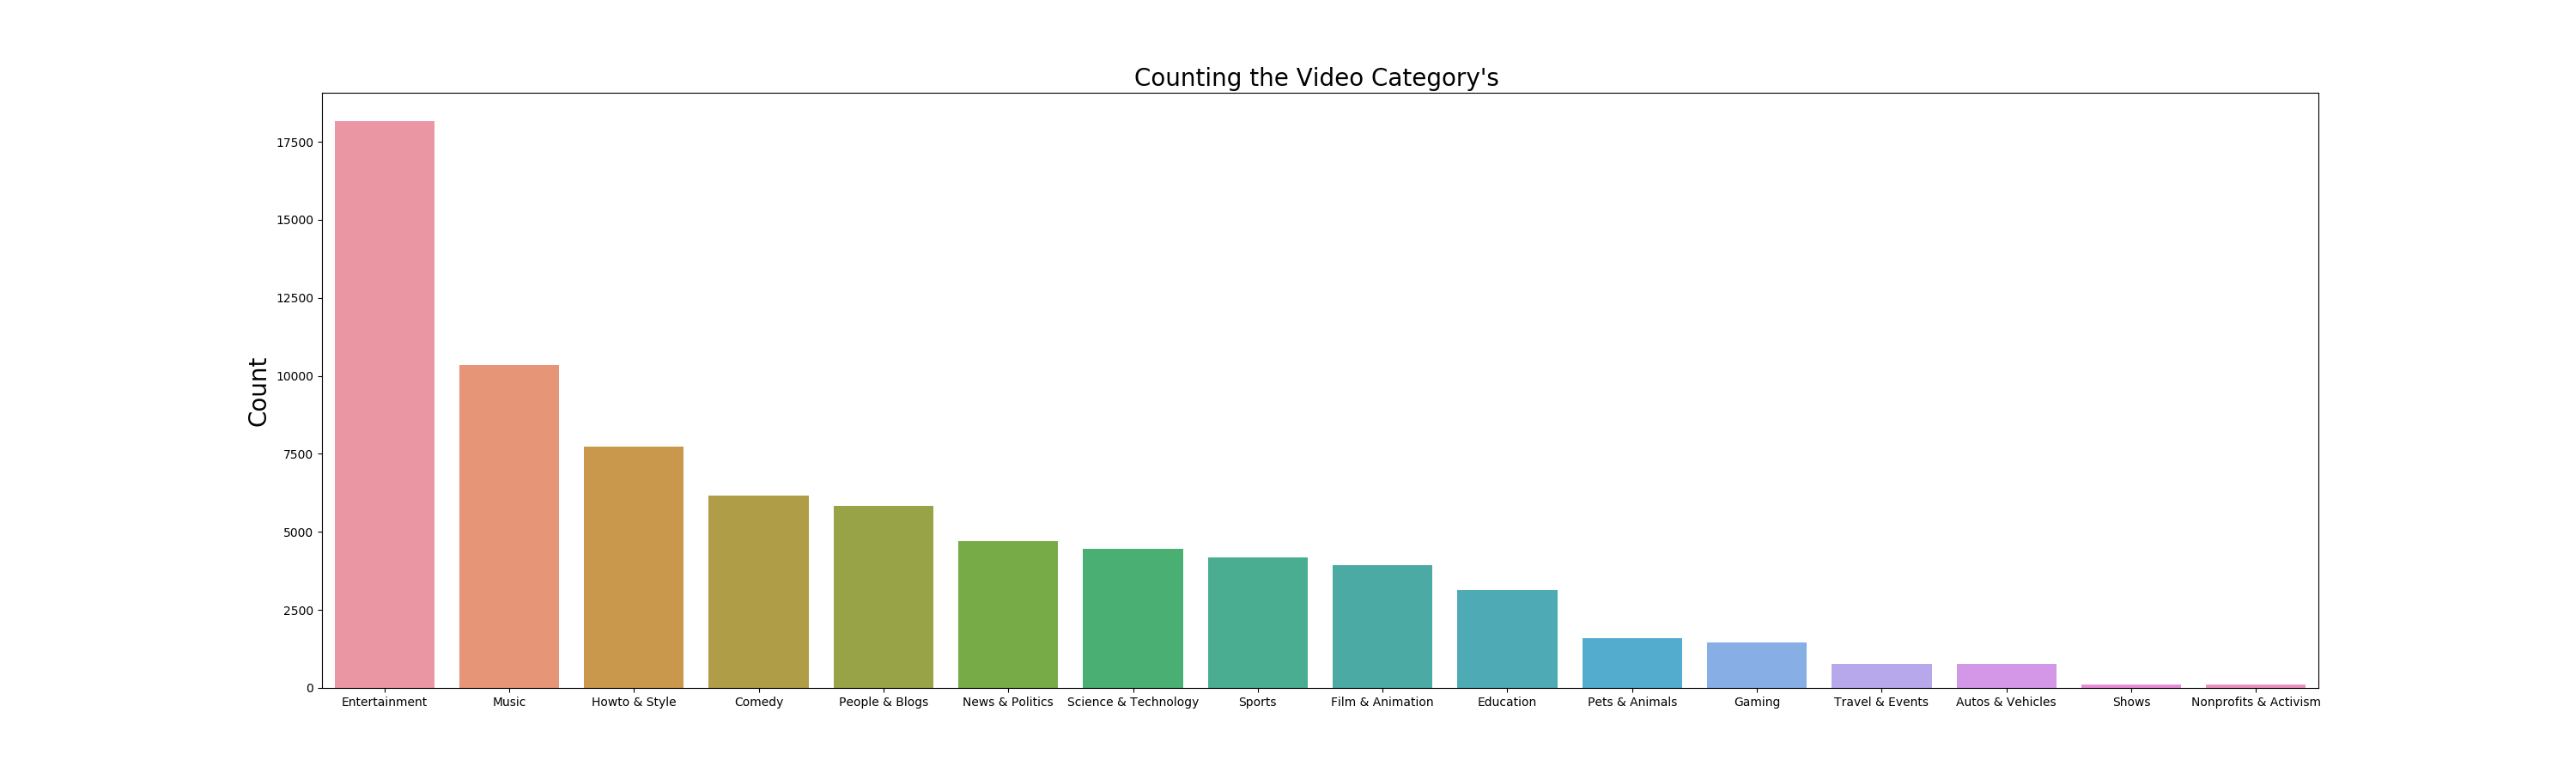 Counting the Video Category's
Count
17500
15000
12500
10000
7500
5000
2500
0
Entertainment Music Howto & Style Comedy People & Blogs News & Politics Science & Technology Sports Film & Animation Education Pets & Animals Gaming Travel & Events Autos & Vehicles Shows Nonprofits & Activism